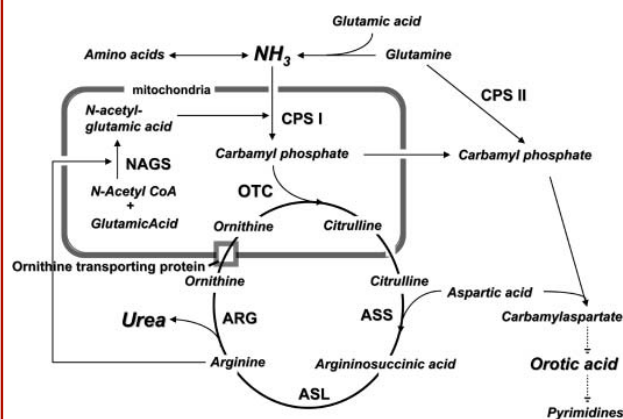 Glutamic acid
Amino acids
NH3
Glutamine
mitochondria
CPS II
N-acetyl-
glutamic acid
CPS I
Carbamyl phosphate
Carbamyl phosphate
NAGS
N-Acetyl CoA
+
GlutamicAcid
OTC
Ornithine
Citrulline
Ornithine transporting protein
Ornithine
Citrulline
Aspartic acid
Urea
ARG
ASS
Carbamylaspartate
Arginine
Argininosuccinic acid
Orotic acid
ASL
Pyrimidines